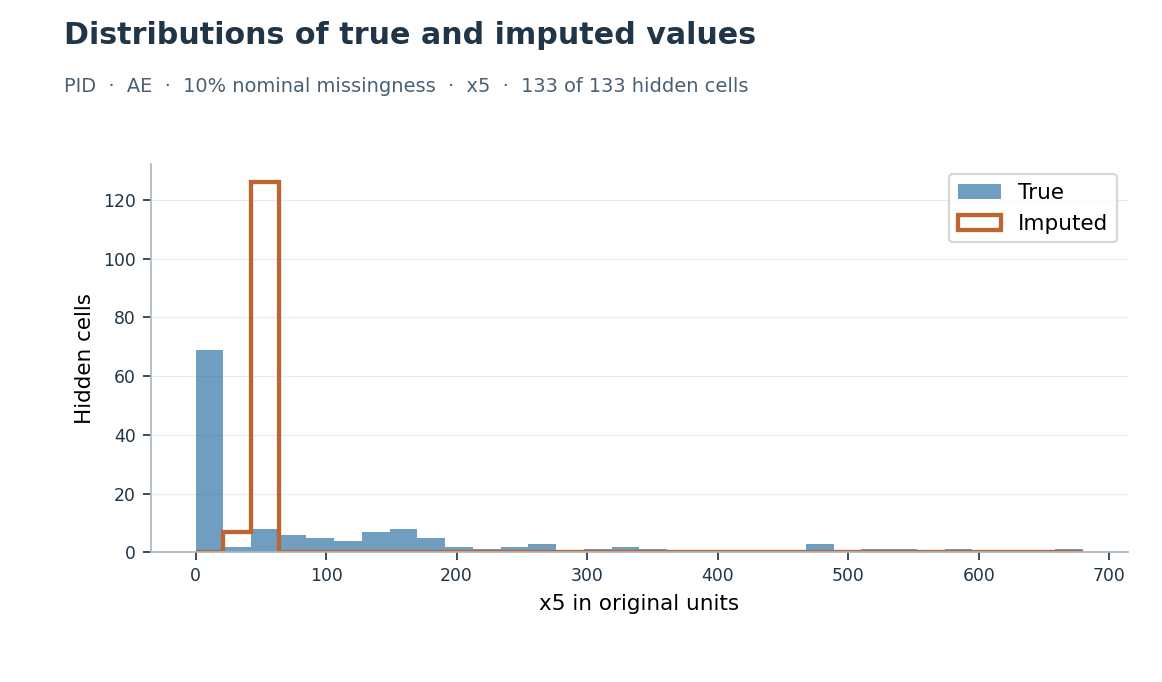 Distributions of true and imputed values
PID · AE · 10% nominal missingness · x5 · 133 of 133 hidden cells
True
Imputed
Hidden cells
120
100
80
60
40
20
0
0 100 200 300 400 500 600 700
x5 in original units